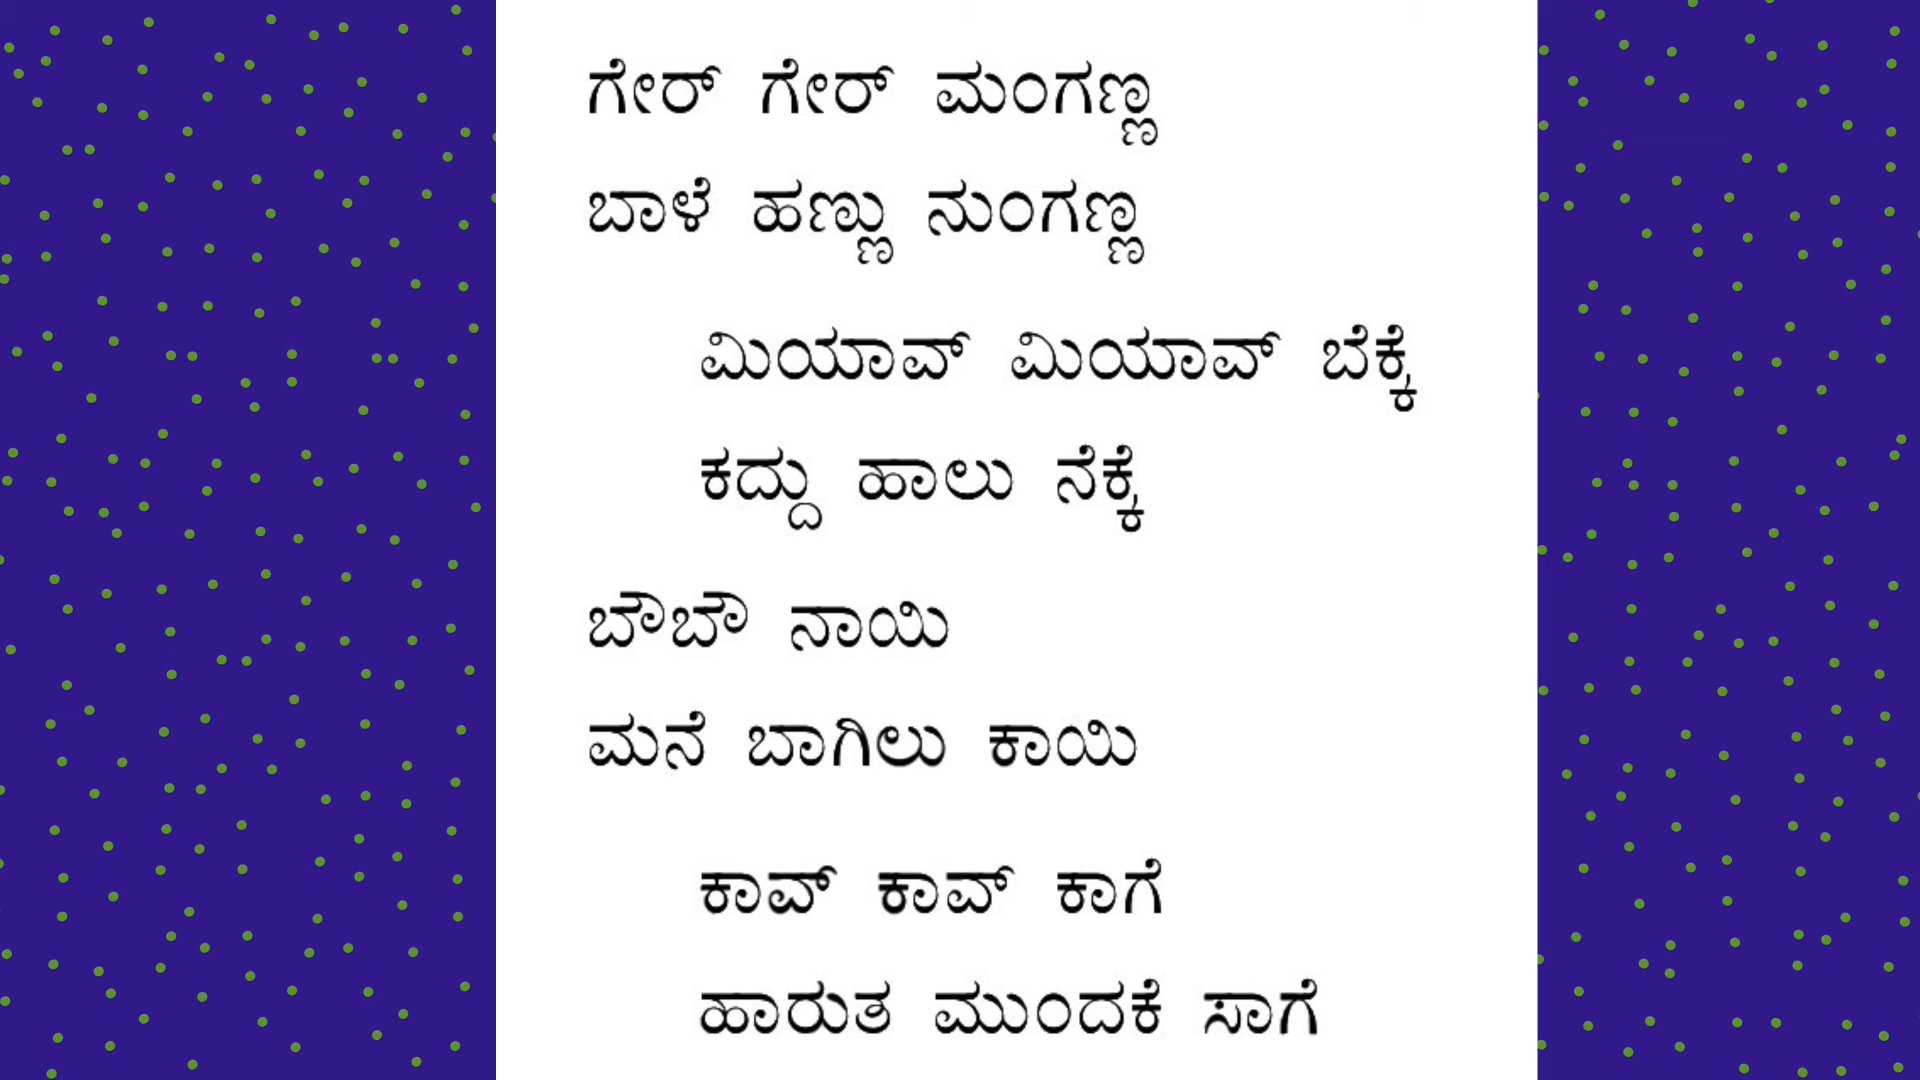 ಗೇರ್ ಗೇರ್ ಮಂಗಣ್ಣ
ಬಾಳೆ ಹಣ್ಣು ನುಂಗಣ್ಣ
ಮಿಯಾವ್ ಮಿಯಾವ್ ಬೆಕ್ಕೆ
ಕದ್ದು ಹಾಲು ನೆಕ್ಕೆ
ಬೌಬೌ ನಾಯಿ
ಮನೆ ಬಾಗಿಲು ಕಾಯಿ
ಕಾವ್ ಕಾವ್ ಕಾಗೆ
ಹಾರುತ ಮುಂದಕೆ ಸಾಗೆ